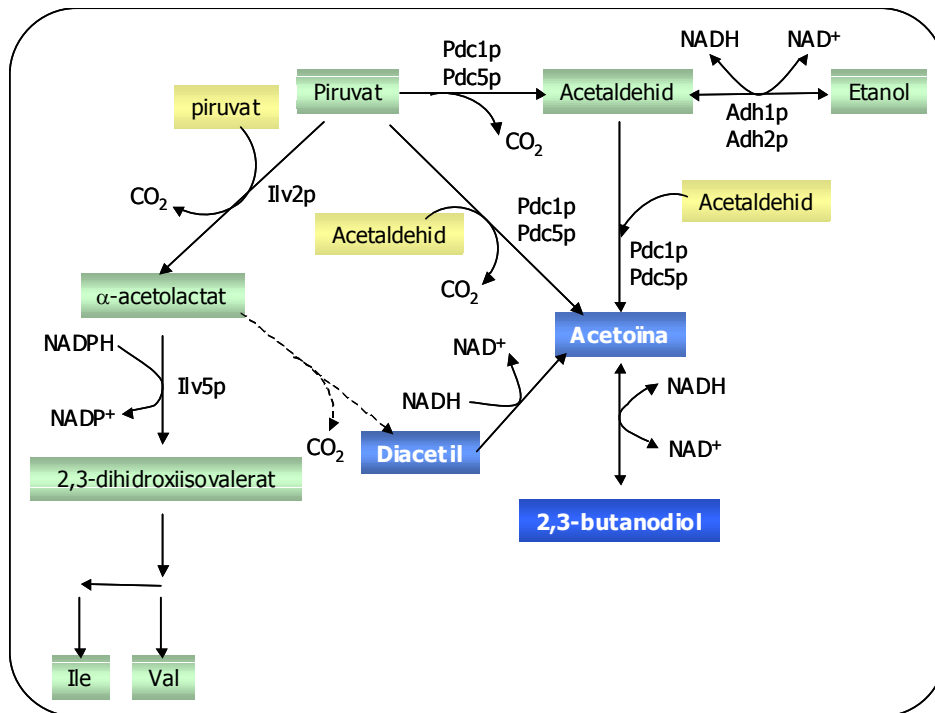 NADH
NAD⁺
Pdc1p
Pdc5p
Piruvat
Acetaldehid
Etanol
piruvat
CO₂
Adh1p
Adh2p
CO₂
Ilv2p
Acetaldehid
Pdc1p
Pdc5p
Acetaldehid
Pdc1p
Pdc5p
CO₂
α-acetolactat
Acetoïna
NADPH
NAD⁺
Ilv5p
NADH
NADH
NADP⁺
CO₂
Diacetil
NAD⁺
2,3-dihidroxiisovalerat
2,3-butanodiol
Ile
Val